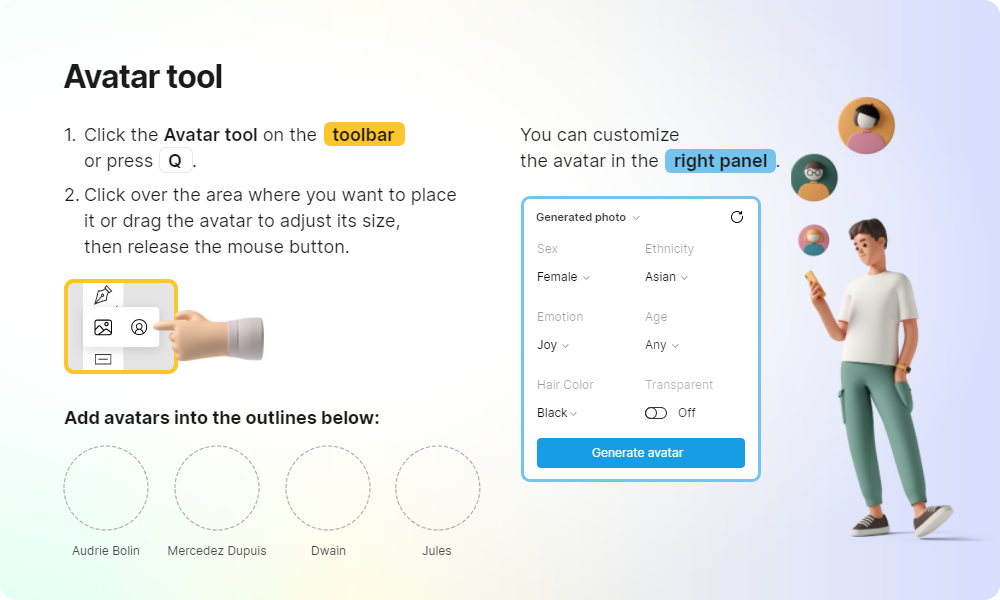 Avatar tool
1. Click the Avatar tool on the toolbar
or press Q.
2. Click over the area where you want to place
it or drag the avatar to adjust its size,
then release the mouse button.
Add avatars into the outlines below:
Audrie Bolin
Mercedez Dupuis
Dwain
Jules
You can customize
the avatar in the right panel.
Generated photo
Sex
Ethnicity
Female
Asian
Emotion
Age
Joy
Any
Hair Color
Transparent
Black
Off
Generate avatar